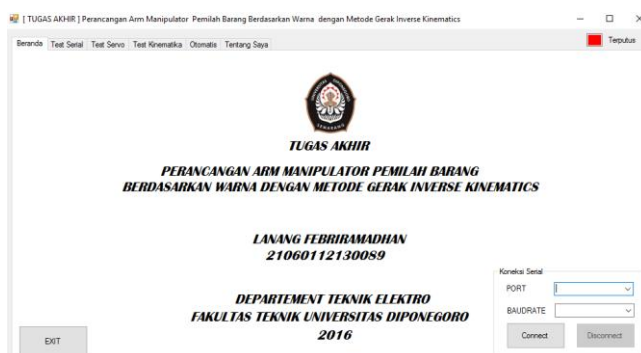 [ TUGAS AKHIR ] Perancangan Arm Manipulator Pemilah Barang Berdasarkan Warna dengan Metode Gerak Inverse Kinematics
Beranda Test Serial Test Servo Test Kinematika Otomatis Tentang Saya
Terputus
SEMARANG
TUGAS AKHIR
PERANCANGAN ARM MANIPULATOR PEMILAH BARANG
BERDASARKAN WARNA DENGAN METODE GERAK INVERSE KINEMATICS
LANANG FEBRIRAMADHAN
21060112130089
DEPARTEMENT TEKNIK ELEKTRO
FAKULTAS TEKNIK UNIVERSITAS DIPONEGORO
2016
EXIT
Koneksi Serial
PORT
BAUDRATE
Connect Disconnect